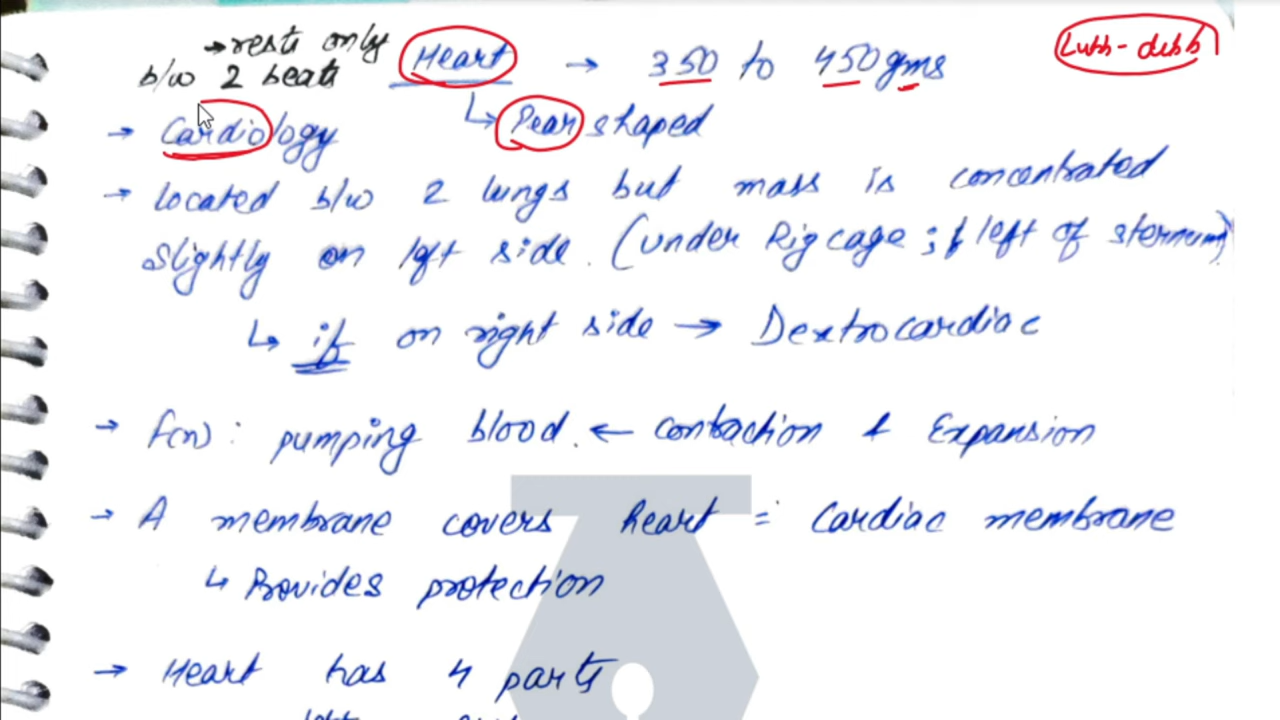 → rests only
b/w 2 beats
Heart → 350 to 450 gms
Lubb-dubb
↳ Pear shaped
→ Cardiology
→ Located b/w 2 lungs but mass is concentrated
slightly on left side. (under Rig cage ; & left of sternum)
↳ if on right side → Dextrocardiac
→ f(n) : pumping blood. ← contraction & Expansion
→ A membrane covers heart = Cardiac membrane
↳ Provides protection
→ Heart has 4 parts